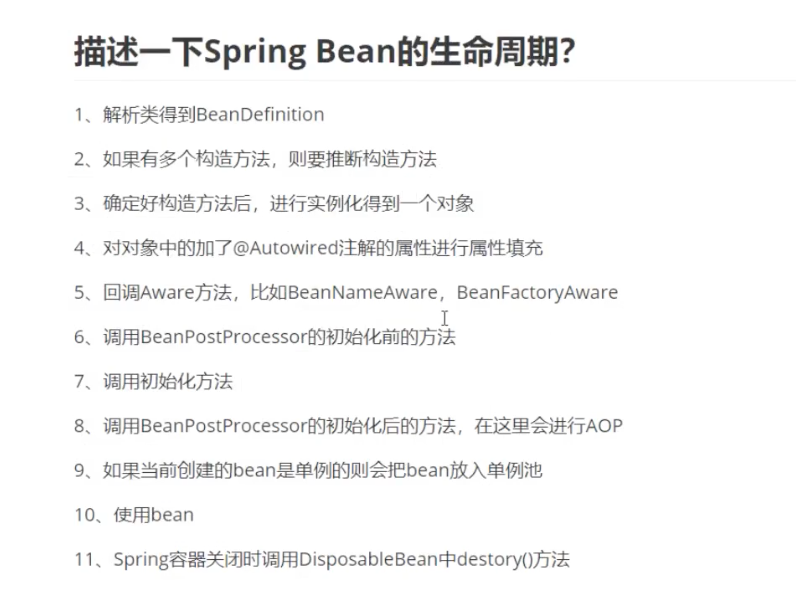 描述一下Spring Bean的生命周期?
1、解析类得到BeanDefinition
2、如果有多个构造方法，则要推断构造方法
3、确定好构造方法后，进行实例化得到一个对象
4、对对象中的加了@Autowired注解的属性进行属性填充
5、回调Aware方法，比如BeanNameAware，BeanFactoryAware
6、调用BeanPostProcessor的初始化前的方法
7、调用初始化方法
8、调用BeanPostProcessor的初始化后的方法，在这里会进行AOP
9、如果当前创建的bean是单例的则会把bean放入单例池
10、使用bean
11、Spring容器关闭时调用DisposableBean中destory()方法